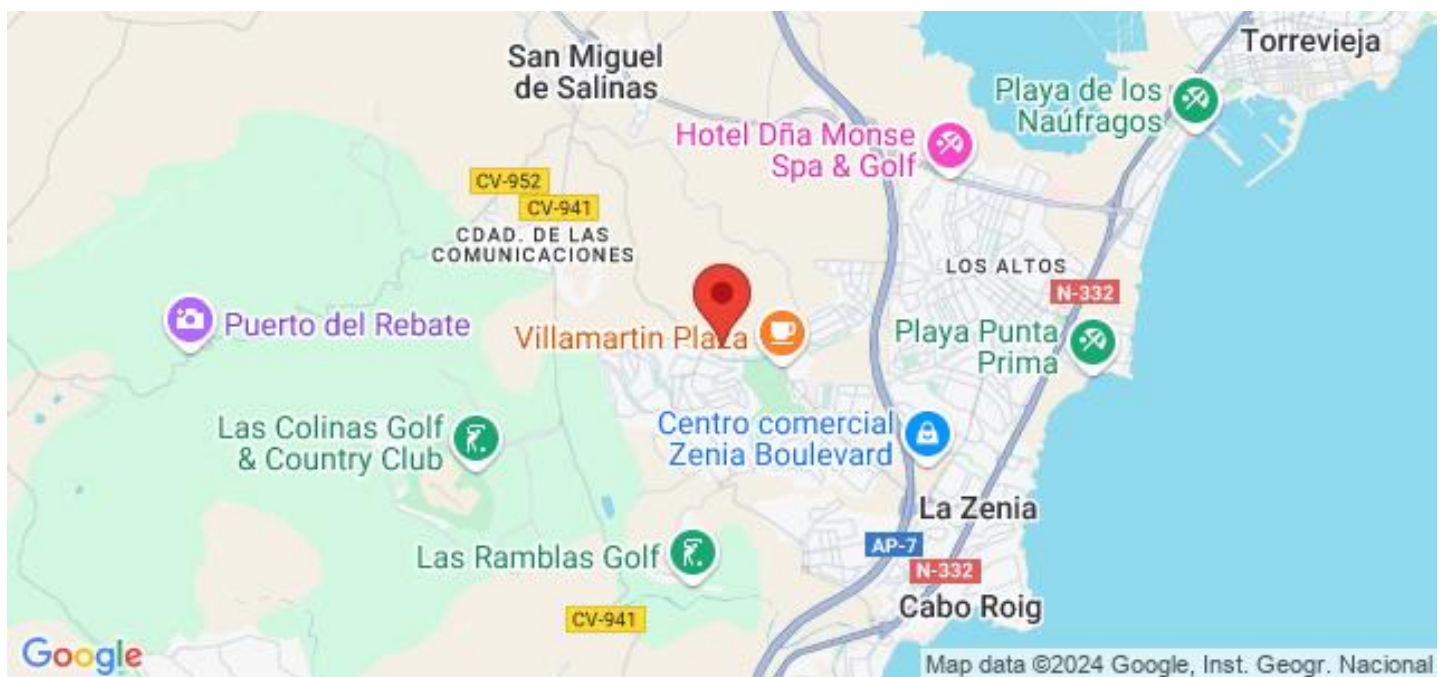 San Miguel
de Salinas
Torrevieja
Playa de los
Naúfragos
Hotel Dña Monse
Spa & Golf
CV-952
CV-941
CDAD. DE LAS
COMUNICACIONES
LOS ALTOS
N-332
Puerto del Rebate
Villamartin Plaza
Playa Punta
Prima
Las Colinas Golf
& Country Club
Centro comercial
Zenia Boulevard
La Zenia
Las Ramblas Golf
AP-7
N-332
Cabo Roig
CV-941
Google
Map data ©2024 Google, Inst. Geogr. Nacional